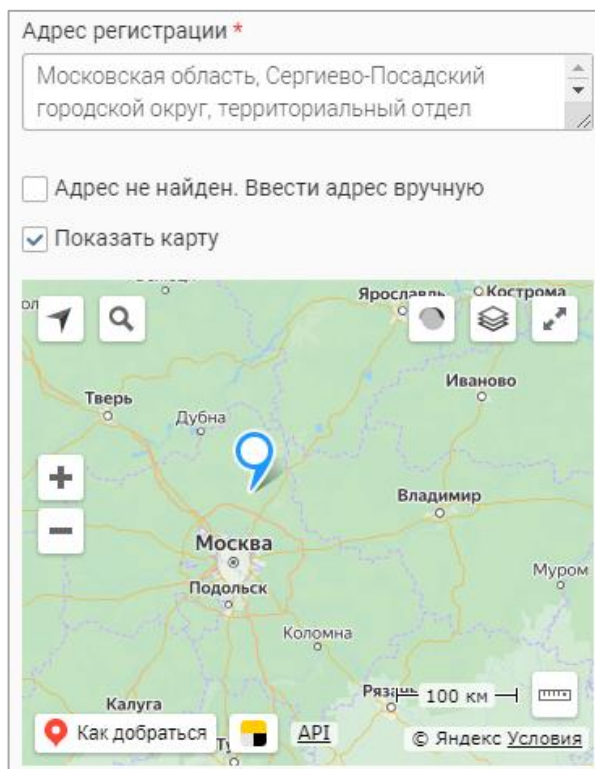 Адрес регистрации *
Московская область, Сергиево-Посадский
городской округ, территориальный отдел
Адрес не найден. Ввести адрес вручную
Показать карту
Ярославль
Кострома
Иваново
Тверь
Дубна
Владимир
Москва
Подольск
Муром
Коломна
Рязань
100 км
Калуга
Как добраться
API
© Яндекс Условия